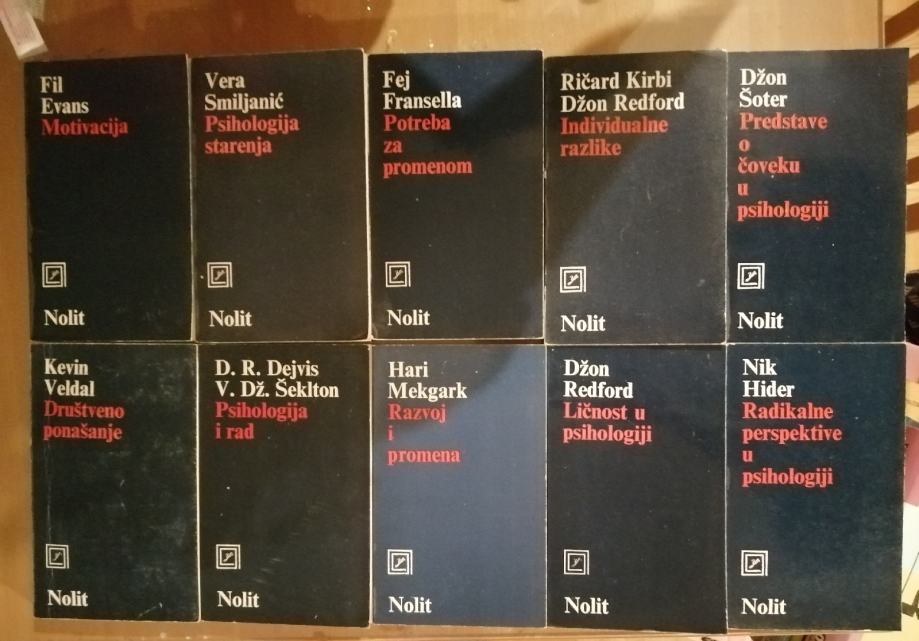 Fil
Evans
Motivacija
Nolit
Vera
Smiljanić
Psihologija
starenja
Nolit
Fej
Fransella
Potreba
za
promenom
Nolit
Ričard Kirbi
Džon Redford
Individualne
razlike
Nolit
Džon
Šoter
Predstave
o
čoveku
u
psihologiji
Nolit
Kevin
Veldal
Društveno
ponašanje
Nolit
D. R. Dejvis
V. Dž. Šeklton
Psihologija
i rad
Nolit
Hari
Mekgark
Razvoj
i
promena
Nolit
Džon
Redford
Ličnost u
psihologiji
Nolit
Nik
Hider
Radikalne
perspektive
u
psihologiji
Nolit